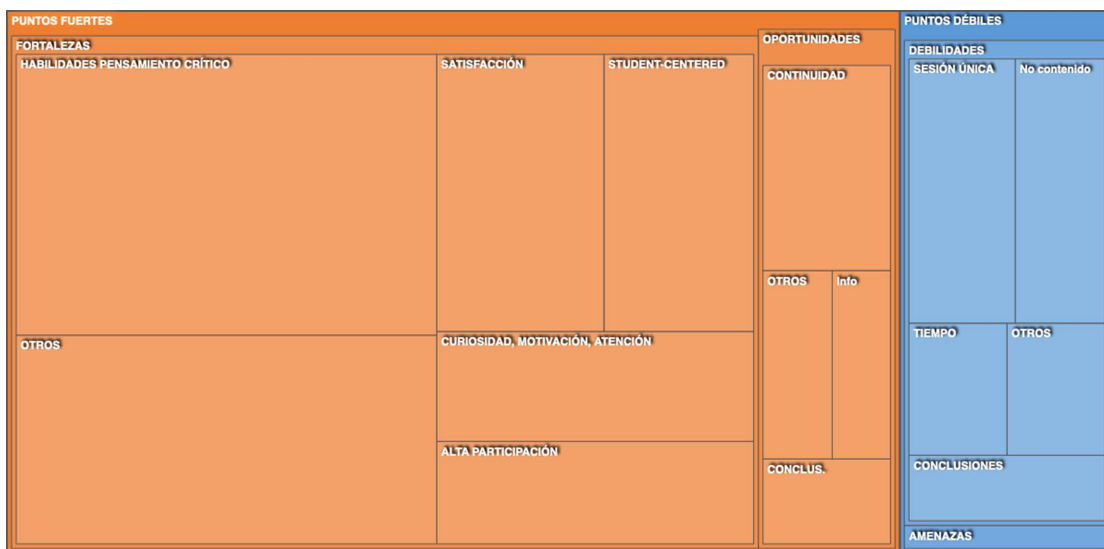 PUNTOS FUERTES
FORTALEZAS
HABILIDADES PENSAMIENTO CRÍTICO
SATISFACCIÓN
STUDENT-CENTERED
OTROS
CURIOSIDAD, MOTIVACIÓN, ATENCIÓN
ALTA PARTICIPACIÓN
OPORTUNIDADES
CONTINUIDAD
OTROS
Info
CONCLUS.
PUNTOS DÉBILES
DEBILIDADES
SESIÓN ÚNICA
No contenido
TIEMPO
OTROS
CONCLUSIONES
AMENAZAS